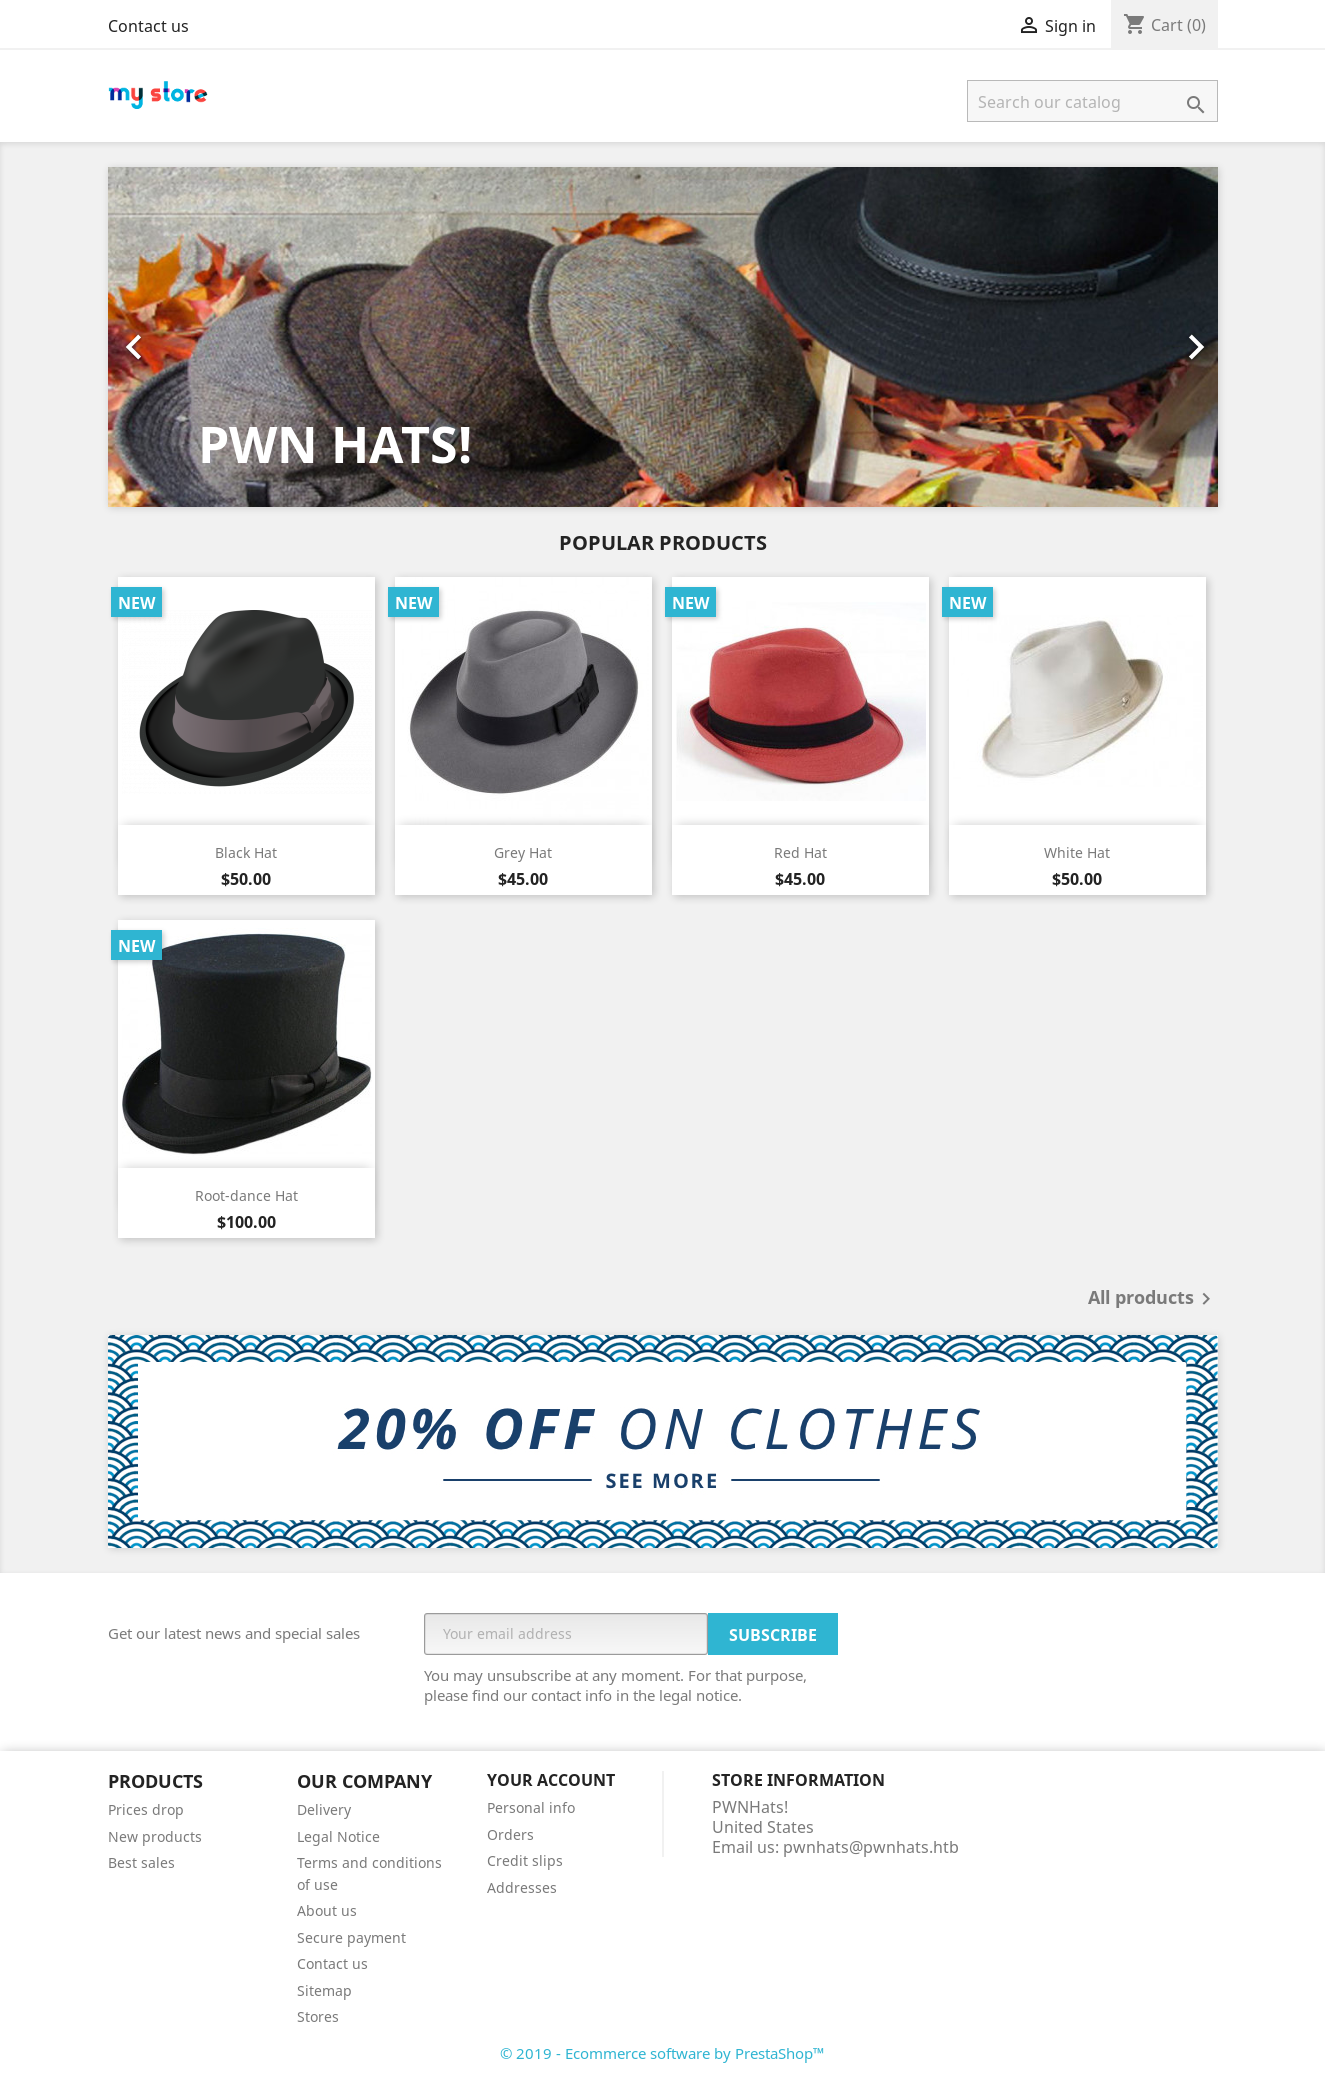 Contact us
Sign in
Cart (0)
my store
Search our catalog
PWN HATS!
POPULAR PRODUCTS
NEW
NEW
NEW
NEW
Black Hat
Grey Hat
Red Hat
White Hat
$50.00
$45.00
$45.00
$50.00
NEW
Root-dance Hat
$100.00
All products
20% OFF ON CLOTHES
SEE MORE
Get our latest news and special sales
Your email address
SUBSCRIBE
You may unsubscribe at any moment. For that purpose,
please find our contact info in the legal notice.
PRODUCTS
Prices drop
New products
Best sales
OUR COMPANY
Delivery
Legal Notice
Terms and conditions
of use
About us
Secure payment
Contact us
Sitemap
Stores
YOUR ACCOUNT
Personal info
Orders
Credit slips
Addresses
STORE INFORMATION
PWNHats!
United States
Email us: pwnhats@pwnhats.htb
© 2019 - Ecommerce software by PrestaShop™